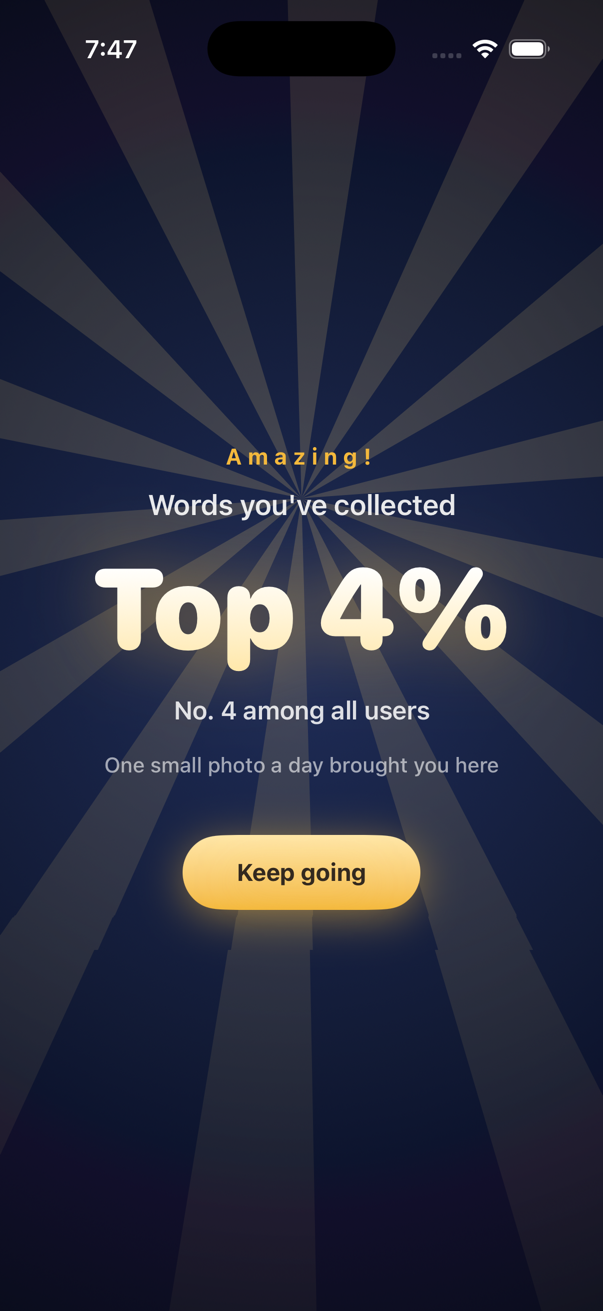 7:47
Amazing!
Words you've collected
Top 4%
No. 4 among all users
One small photo a day brought you here
Keep going